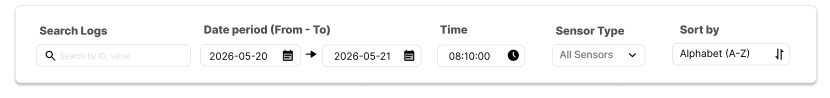 Search Logs
Date period (From - To)
Time
Sensor Type
Sort by
Search by ID, value
2026-05-20
2026-05-21
08:10:00
All Sensors
Alphabet (A-Z)